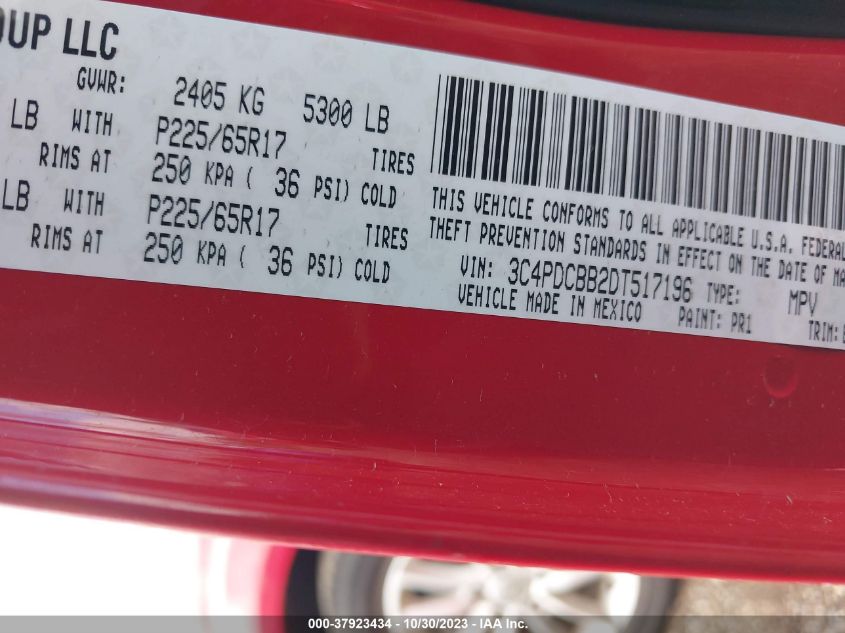 OUP LLC
GVWR: 2405 KG 5300 LB
LB WITH P225/65R17 TIRES
RIMS AT 250 KPA ( 36 PSI) COLD
LB WITH P225/65R17 TIRES
RIMS AT 250 KPA ( 36 PSI) COLD
THIS VEHICLE CONFORMS TO ALL APPLICABLE U.S.A. FEDERAL
THEFT PREVENTION STANDARDS IN EFFECT ON THE DATE OF MA
VIN: 3C4PDCBB2DT517196 TYPE: MPV
VEHICLE MADE IN MEXICO PAINT: PR1 TRIM:
000-37923434 - 10/30/2023 - IAA Inc.